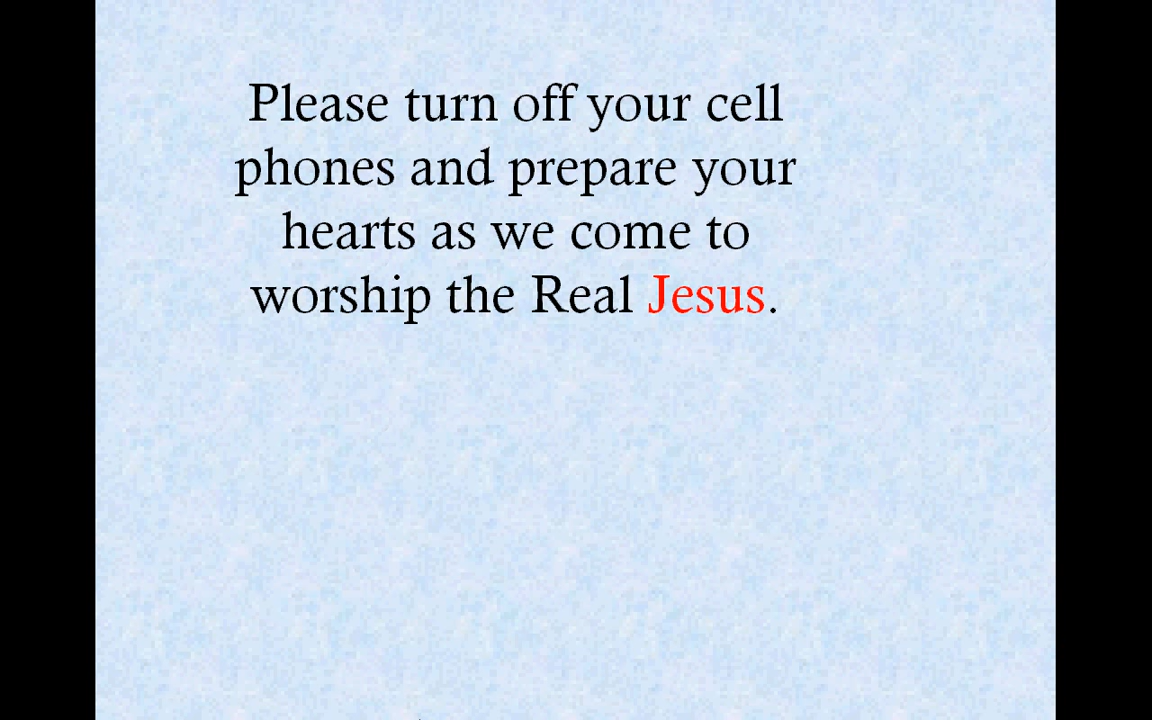 Please turn off your cell
phones and prepare your
hearts as we come to
worship the Real Jesus.